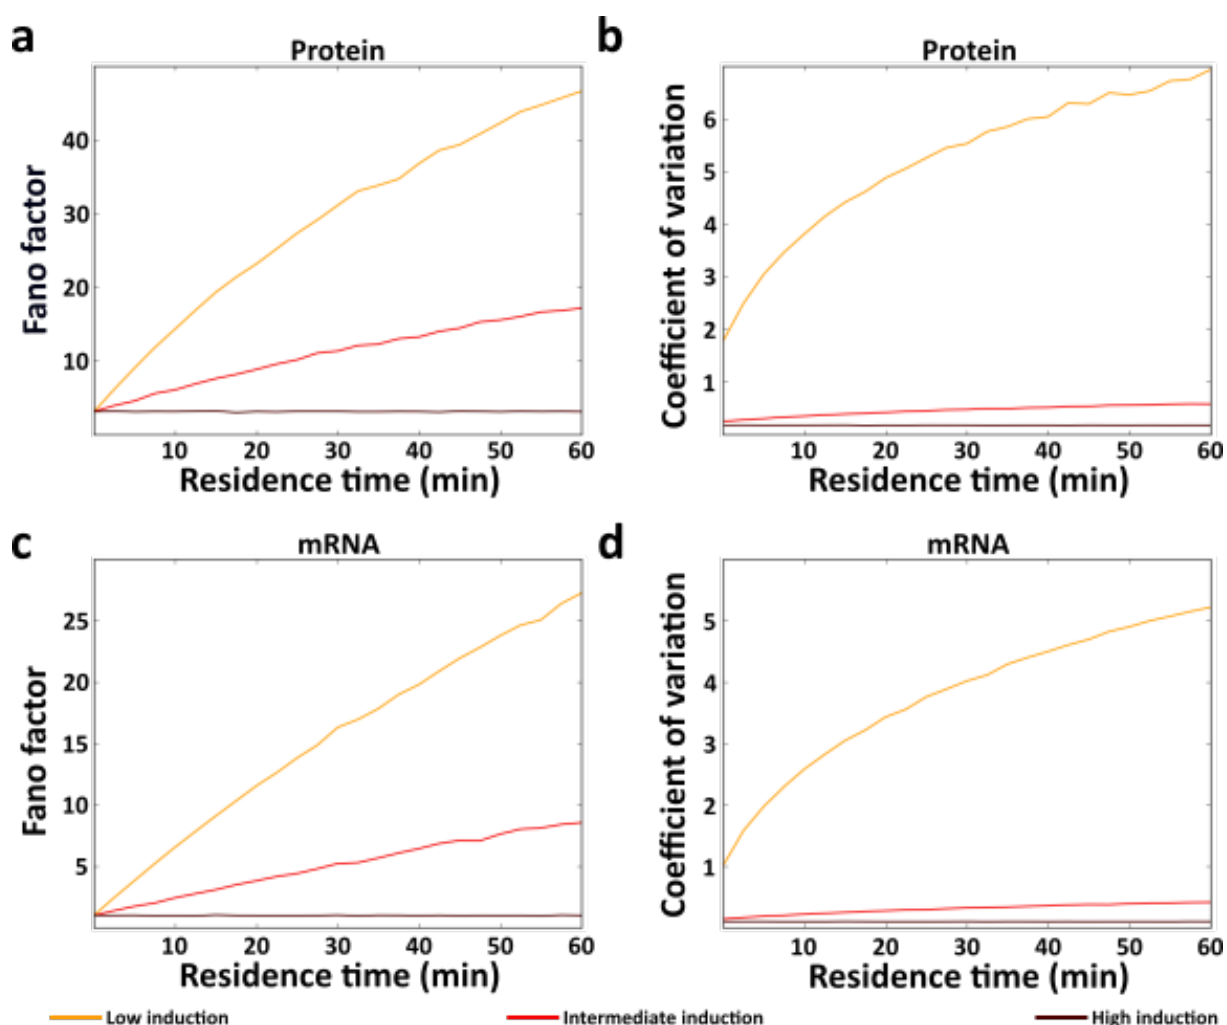 a
Protein
Fano factor
40
30
20
10
10 20 30 40 50 60
Residence time (min)
b
Protein
Coefficient of variation
6
5
4
3
2
1
10 20 30 40 50 60
Residence time (min)
c
mRNA
Fano factor
25
20
15
10
5
10 20 30 40 50 60
Residence time (min)
d
mRNA
Coefficient of variation
5
4
3
2
1
10 20 30 40 50 60
Residence time (min)
Low induction Intermediate induction High induction